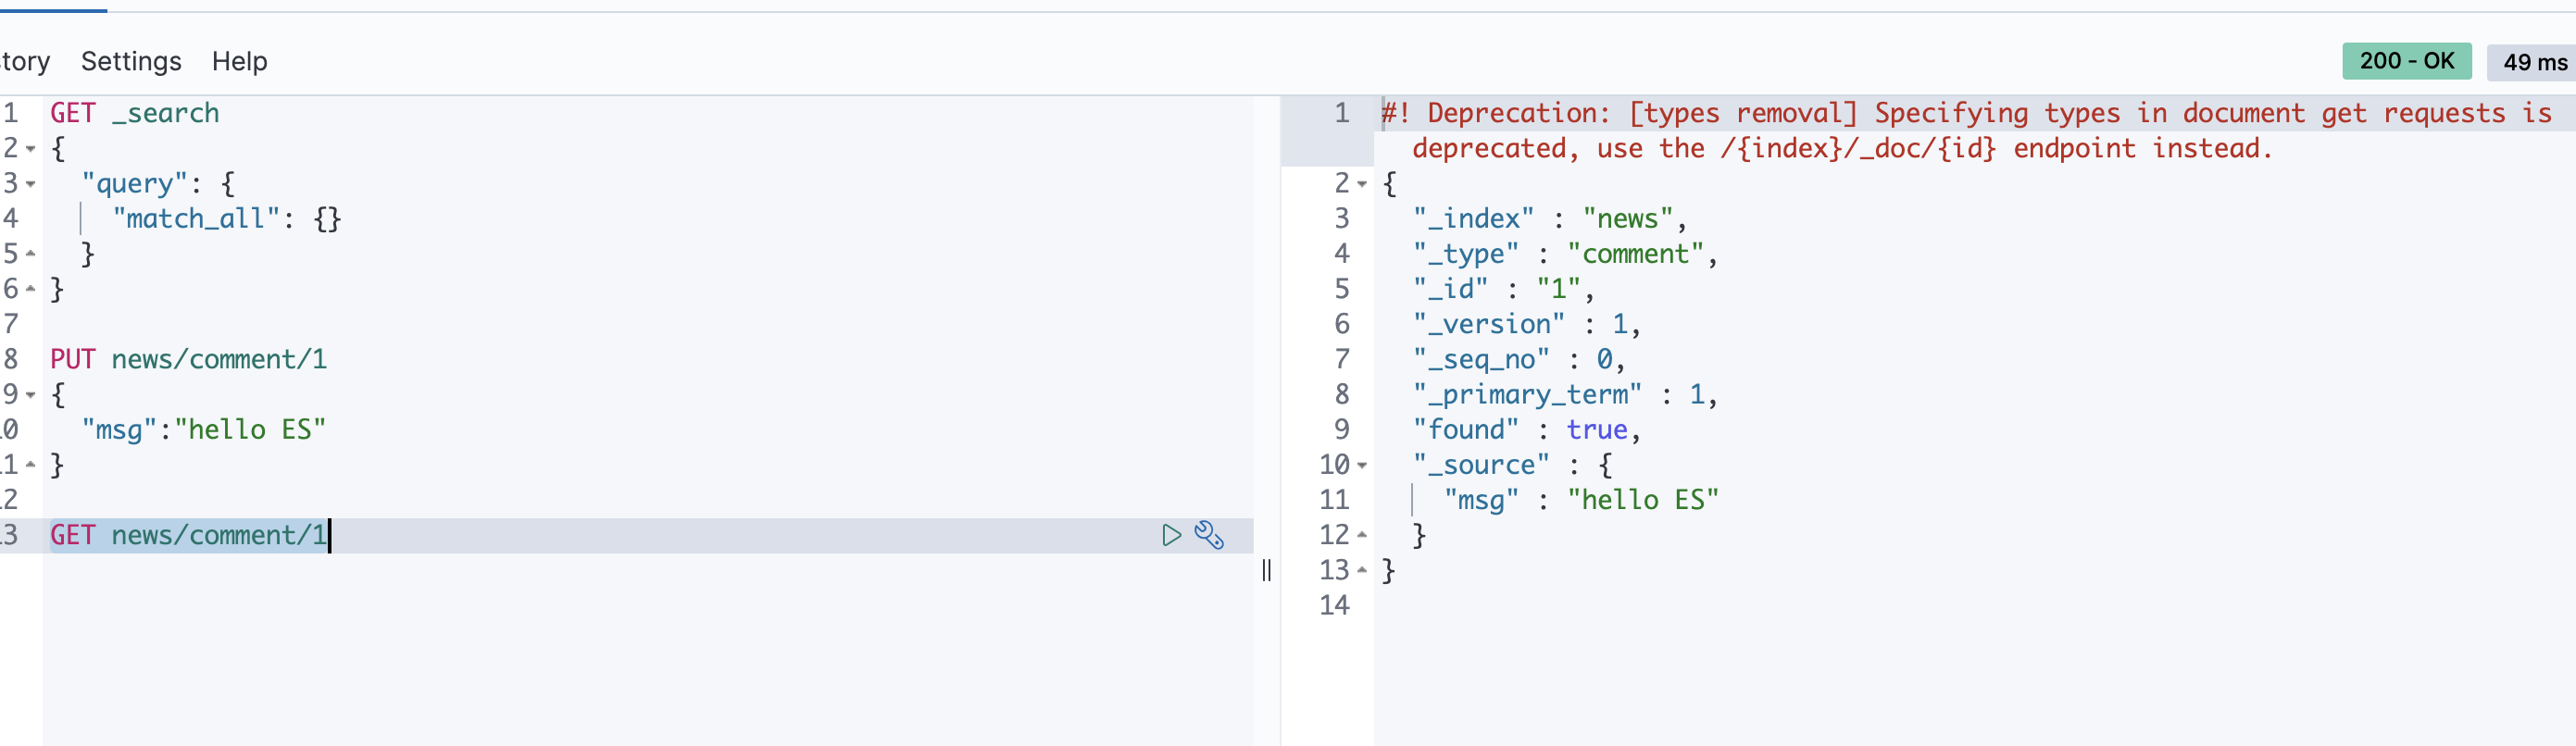 tory Settings Help
200 - OK 49 ms
1 GET _search
2 {
3 "query": {
4 "match_all": {}
5 }
6 }
7
8 PUT news/comment/1
9 {
10 "msg":"hello ES"
11 }
12
13 GET news/comment/1
1 #! Deprecation: [types removal] Specifying types in document get requests is
deprecated, use the /{index}/_doc/{id} endpoint instead.
2 {
3 "_index" : "news",
4 "_type" : "comment",
5 "_id" : "1",
6 "_version" : 1,
7 "_seq_no" : 0,
8 "_primary_term" : 1,
9 "found" : true,
10 "_source" : {
11 "msg" : "hello ES"
12 }
13 }
14